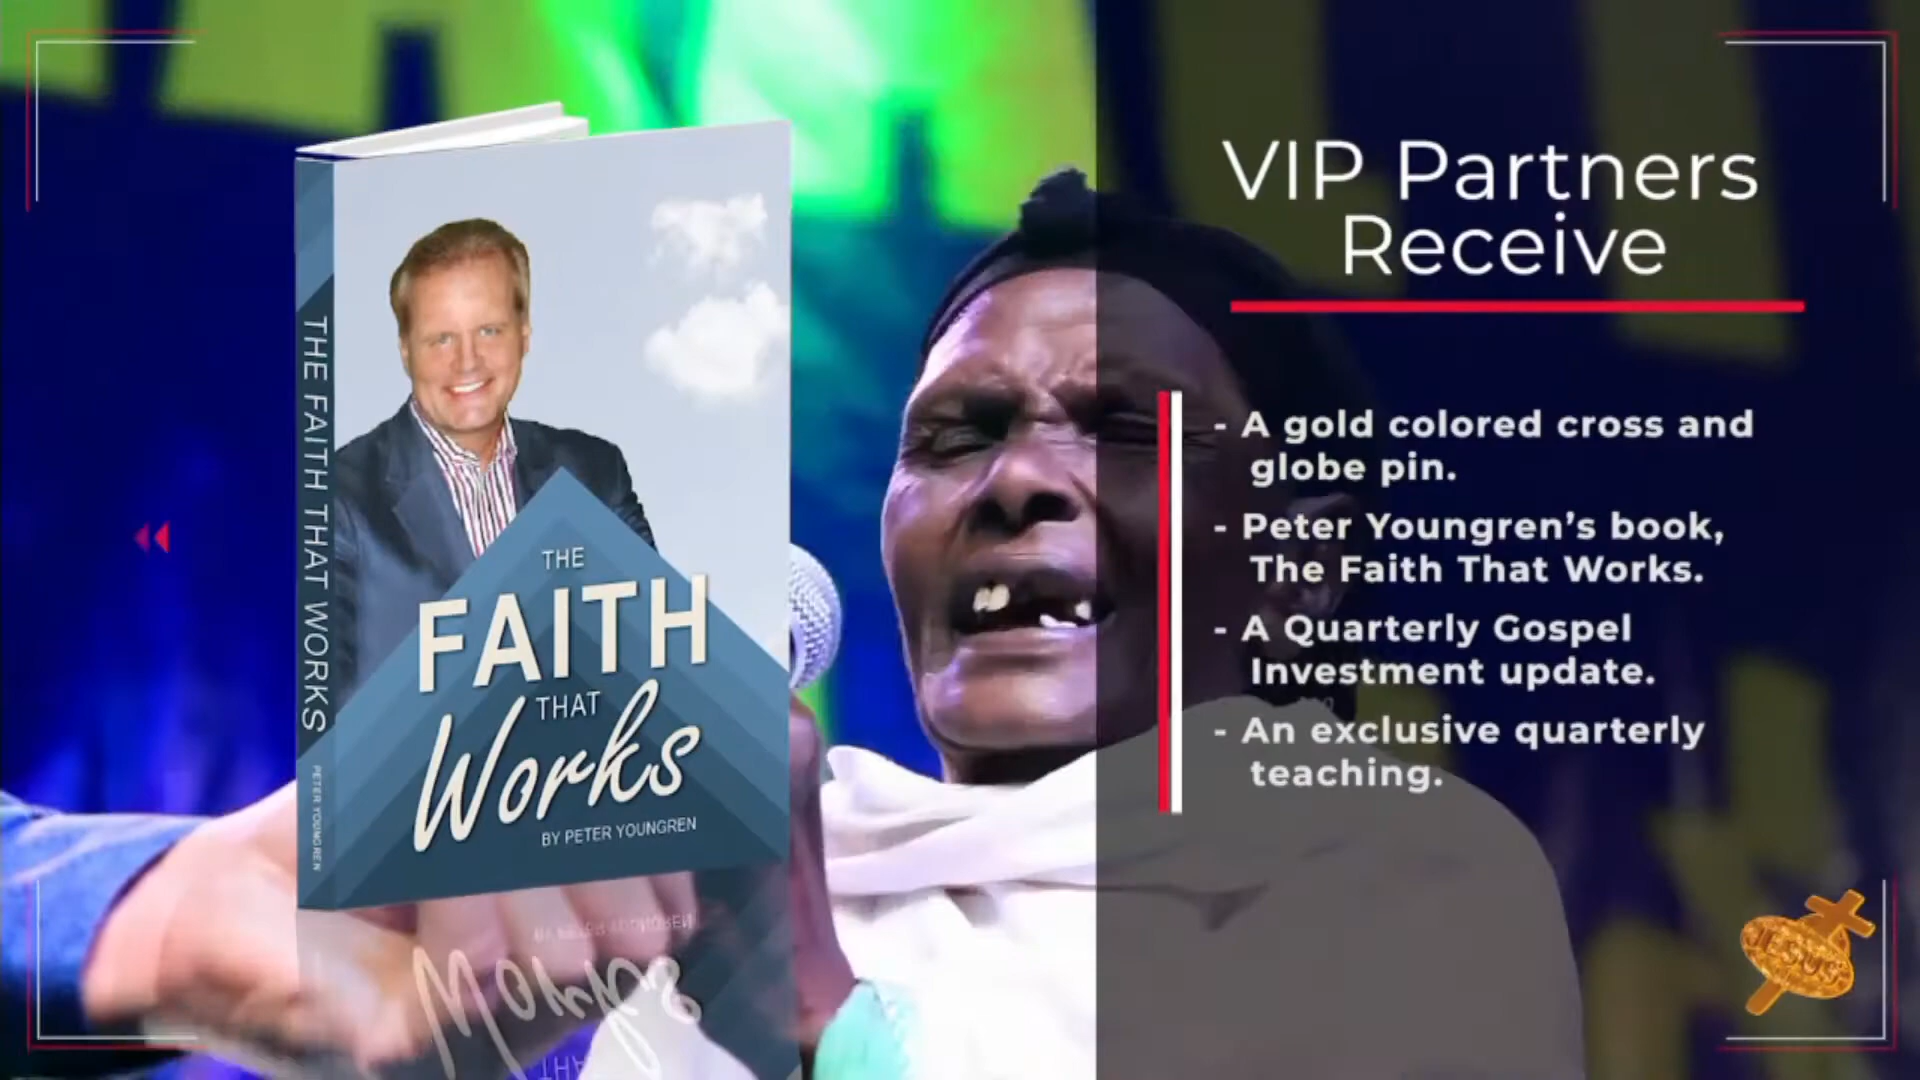 VIP Partners
Receive
- A gold colored cross and
globe pin.
- Peter Youngren’s book,
The Faith That Works.
- A Quarterly Gospel
Investment update.
- An exclusive quarterly
teaching.
THE FAITH THAT WORKS
PETER YOUNGREN
THE
FAITH
THAT
Works
BY PETER YOUNGREN
JESUS